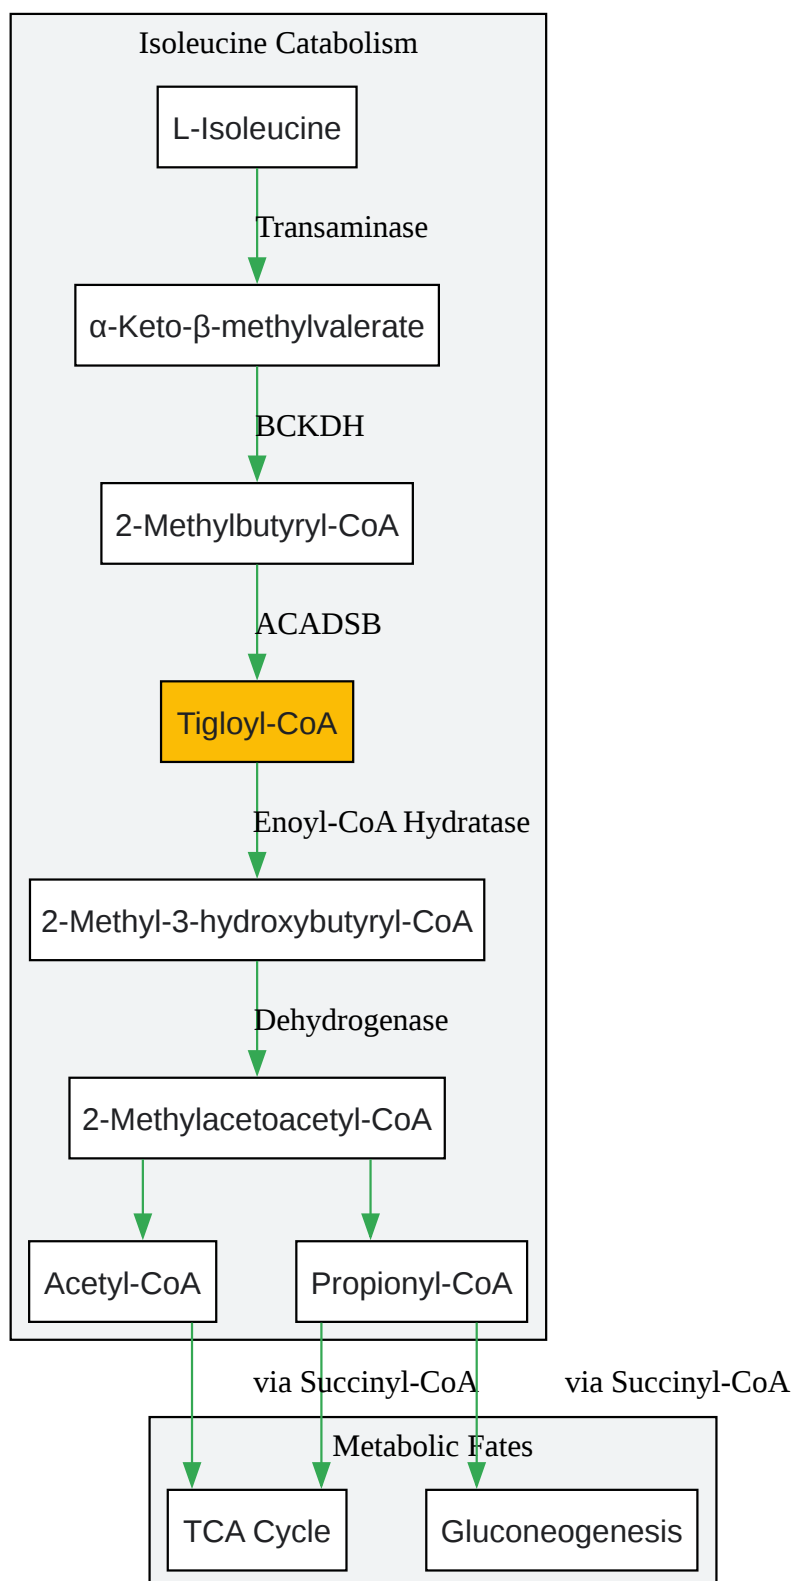 Isoleucine Catabolism
L-Isoleucine
Transaminase
α-Keto-β-methylvalerate
BCKDH
2-Methylbutyryl-CoA
ACADSB
Tigloyl-CoA
Enoyl-CoA Hydratase
2-Methyl-3-hydroxybutyryl-CoA
Dehydrogenase
2-Methylacetoacetyl-CoA
Acetyl-CoA
Propionyl-CoA
via Succinyl-CoA
via Succinyl-CoA
Metabolic Fates
TCA Cycle
Gluconeogenesis